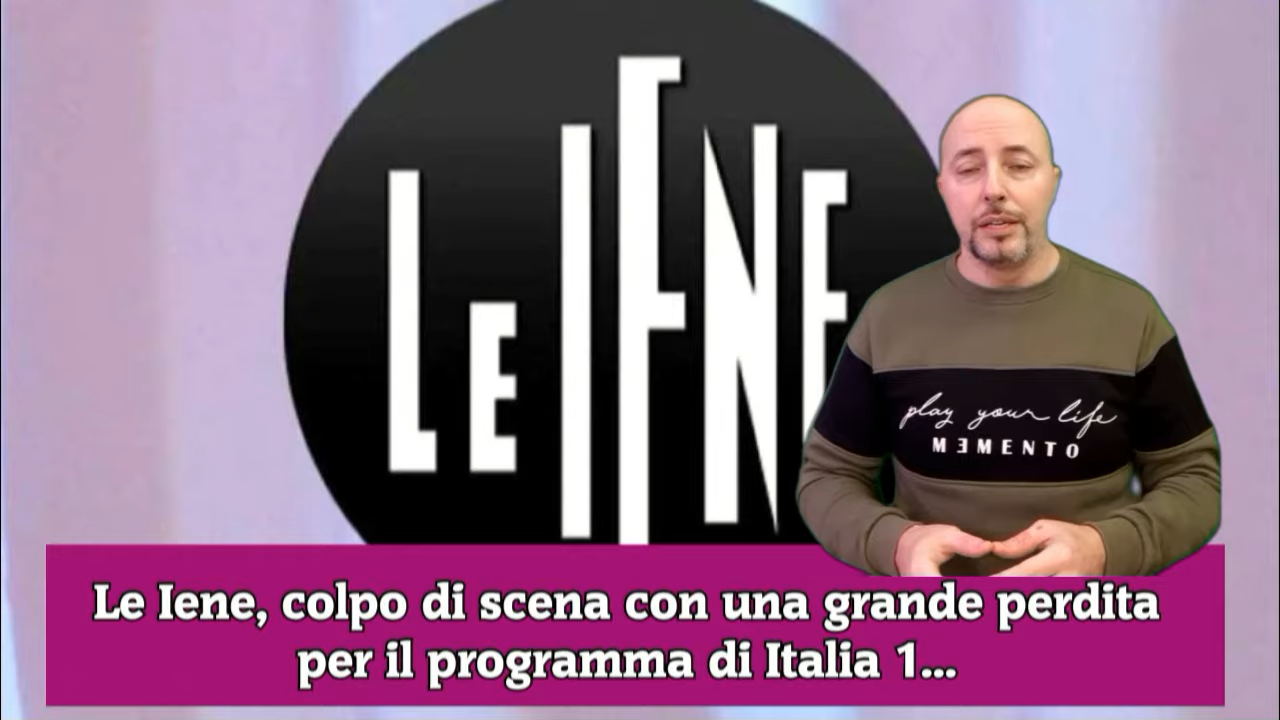 LE IENE
play your life
MƎMENTO
Le Iene, colpo di scena con una grande perdita
per il programma di Italia 1...